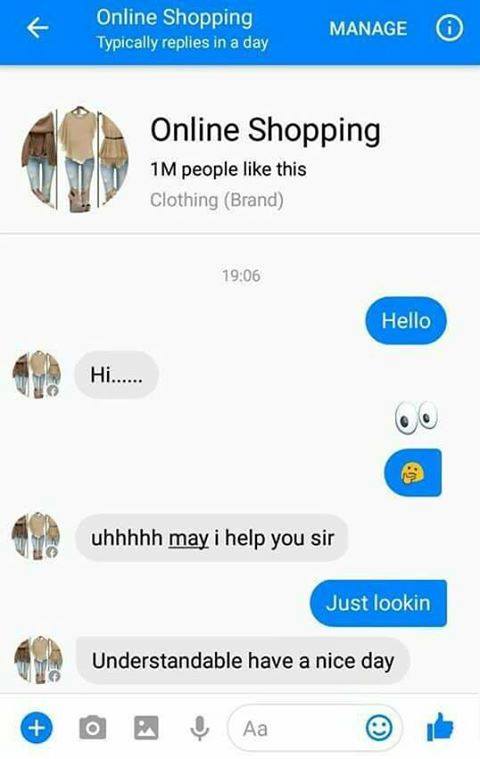 Online Shopping
Typically replies in a day
MANAGE
Online Shopping
1M people like this
Clothing (Brand)
19:06
Hello
Hi......
👀
🤔
uhhhhh may i help you sir
Just lookin
Understandable have a nice day
Aa